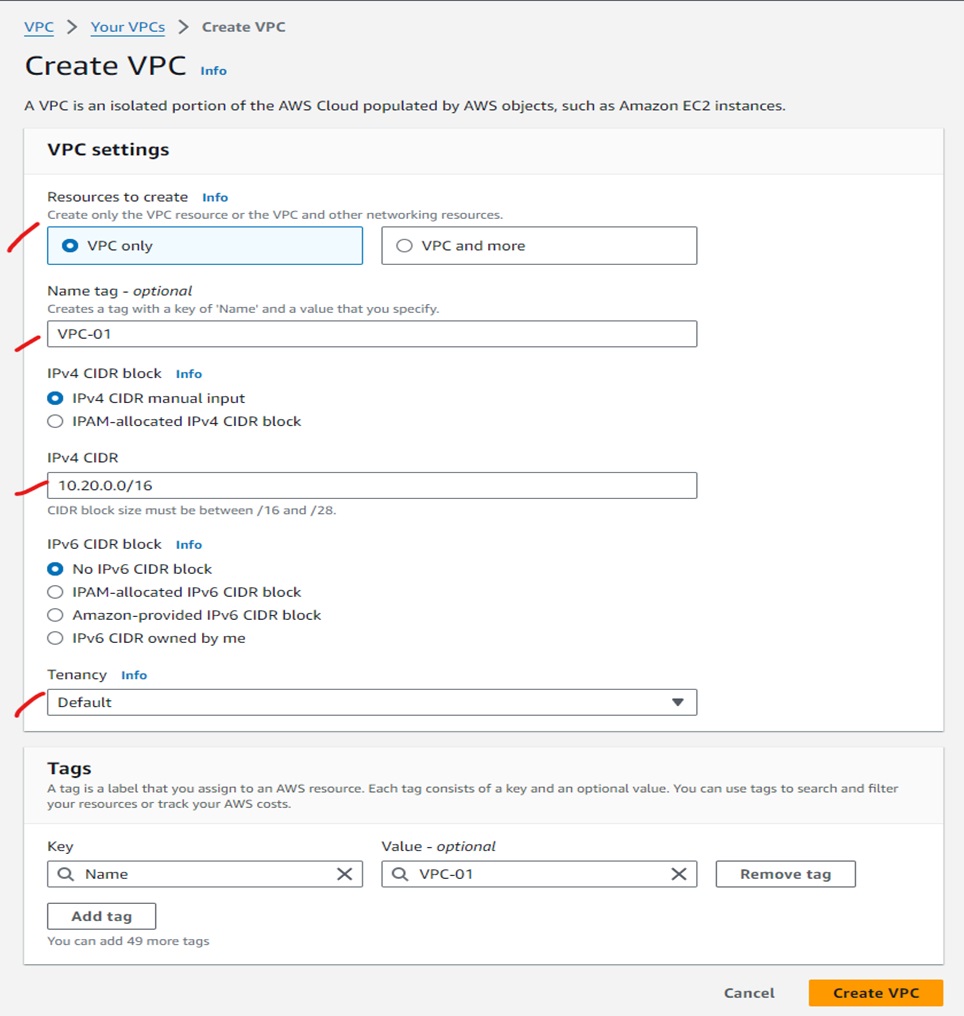 VPC > Your VPCs > Create VPC
Create VPC Info
A VPC is an isolated portion of the AWS Cloud populated by AWS objects, such as Amazon EC2 instances.
VPC settings
Resources to create Info
Create only the VPC resource or the VPC and other networking resources.
VPC only
VPC and more
Name tag - optional
Creates a tag with a key of 'Name' and a value that you specify.
VPC-01
IPv4 CIDR block Info
IPv4 CIDR manual input
IPAM-allocated IPv4 CIDR block
IPv4 CIDR
10.20.0.0/16
CIDR block size must be between /16 and /28.
IPv6 CIDR block Info
No IPv6 CIDR block
IPAM-allocated IPv6 CIDR block
Amazon-provided IPv6 CIDR block
IPv6 CIDR owned by me
Tenancy Info
Default
Tags
A tag is a label that you assign to an AWS resource. Each tag consists of a key and an optional value. You can use tags to search and filter
your resources or track your AWS costs.
Key Value - optional
Name VPC-01 Remove tag
Add tag
You can add 49 more tags
Cancel Create VPC